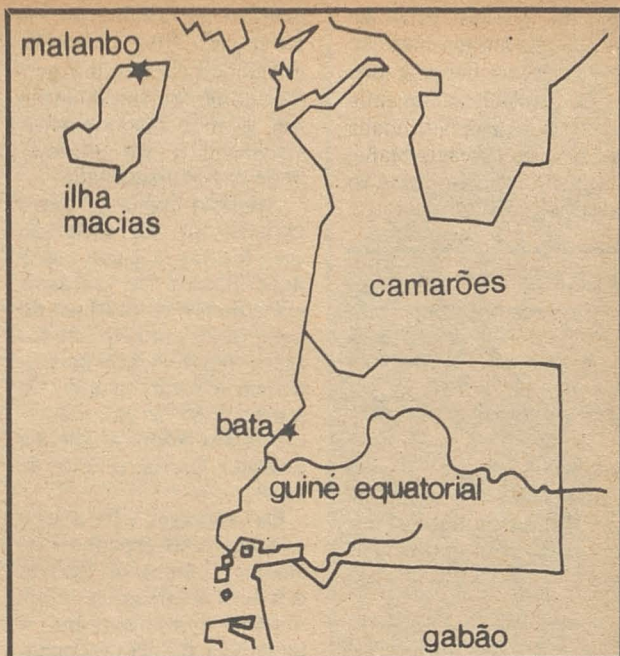 malanbo
ilha
macias
camarões
bata
guiné equatorial
gabão